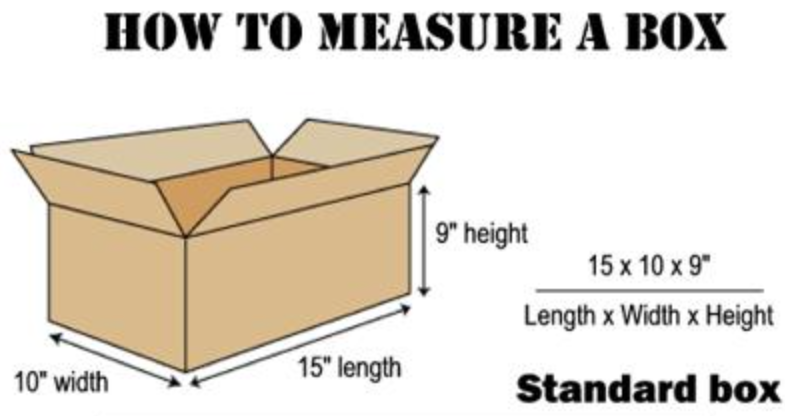 HOW TO MEASURE A BOX
9" height
15 x 10 x 9"
Length x Width x Height
15" length
10" width
Standard box